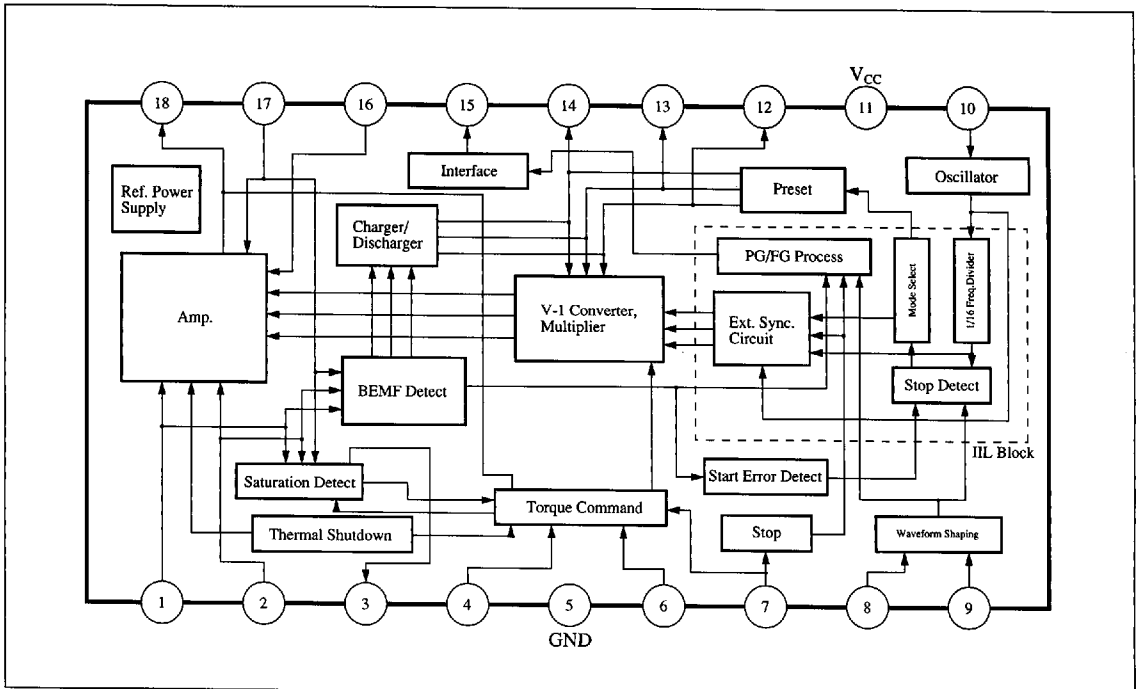 VCC
18
17
16
15
14
13
12
11
10
Ref. Power
Supply
Interface
Preset
Oscillator
Charger/
Discharger
PG/FG Process
Mode Select
1/16 Freq.Divider
Amp.
V-1 Converter,
Multiplier
Ext. Sync.
Circuit
BEMF Detect
Stop Detect
IIL Block
Saturation Detect
Start Error Detect
Torque Command
Thermal Shutdown
Stop
Waveform Shaping
1
2
3
4
5
6
7
8
9
GND